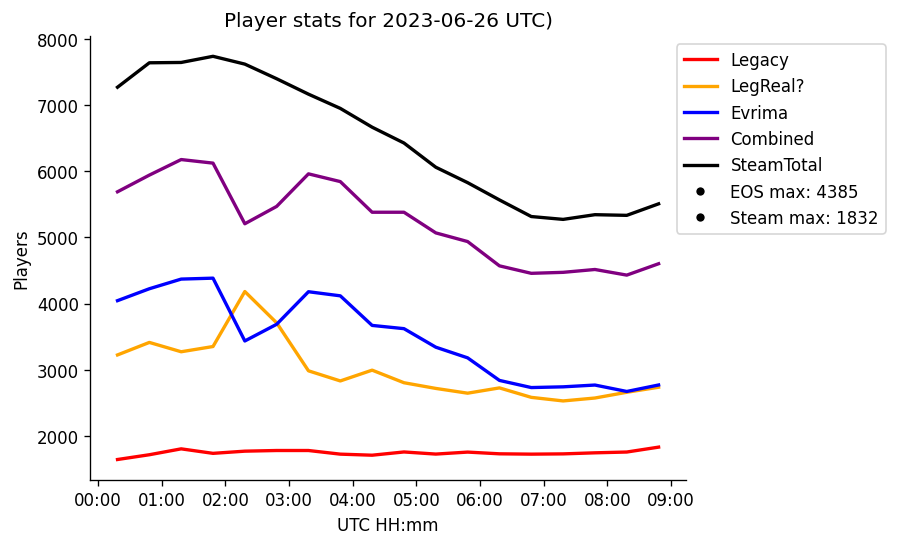 Player stats for 2023-06-26 UTC)
8000
7000
6000
5000
4000
3000
2000
Players
00:00 01:00 02:00 03:00 04:00 05:00 06:00 07:00 08:00 09:00
UTC HH:mm
Legacy
LegReal?
Evrima
Combined
SteamTotal
EOS max: 4385
Steam max: 1832